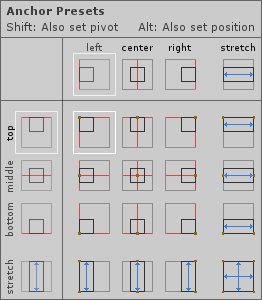 Anchor Presets
Shift: Also set pivot Alt: Also set position
left center right stretch
top
middle
bottom
stretch